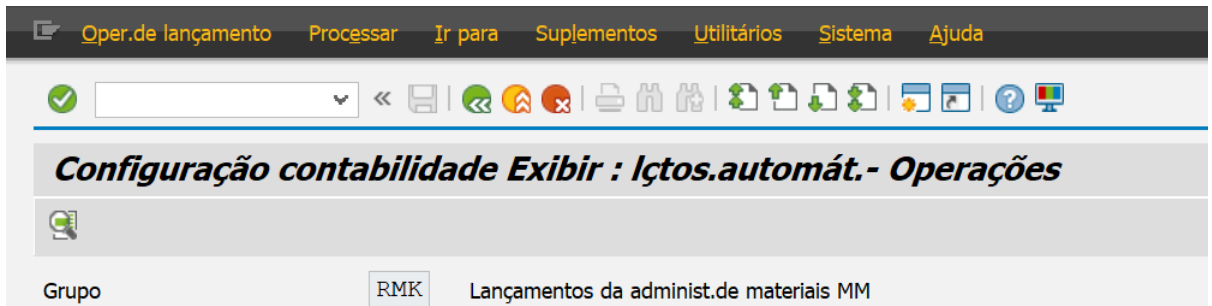 Oper.de lançamento Processar Ir para Suplementos Utilitários Sistema Ajuda
Configuração contabilidade Exibir : lçtos.automát.- Operações
Grupo RMK Lançamentos da administ.de materiais MM